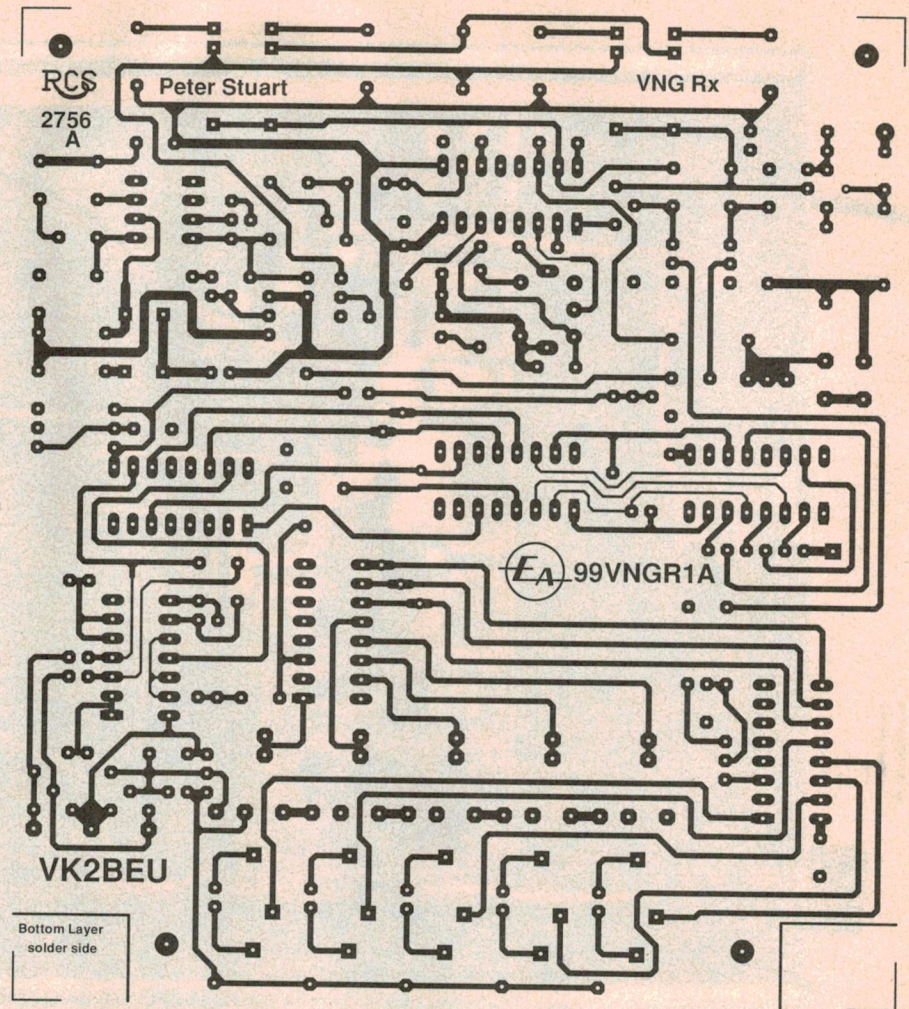 RCS
Peter Stuart
VNG Rx
2756
A
EA 99VNGR1A
VK2BEU
Bottom Layer
solder side